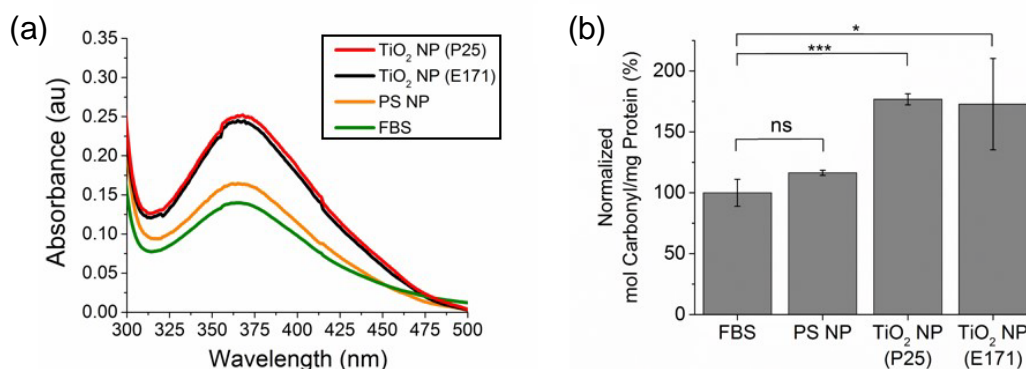 (a)
Absorbance (au)
0.35
0.30
0.25
0.20
0.15
0.10
0.05
0.00
TiO₂ NP (P25)
TiO₂ NP (E171)
PS NP
FBS
300 325 350 375 400 425 450 475 500
Wavelength (nm)
(b)
Normalized
mol Carbonyl/mg Protein (%)
200
150
100
50
0
*
***
ns
FBS PS NP TiO₂ NP TiO₂ NP
(P25) (E171)